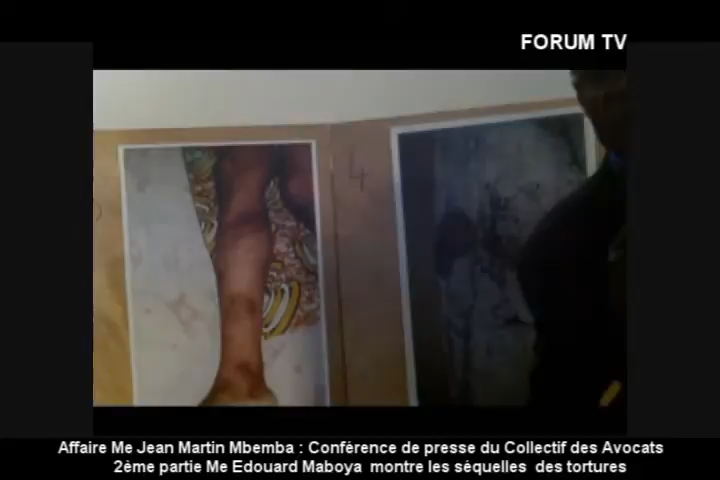 FORUM TV
4
Affaire Me Jean Martin Mbemba : Conférence de presse du Collectif des Avocats
2ème partie Me Edouard Maboya montre les séquelles des tortures